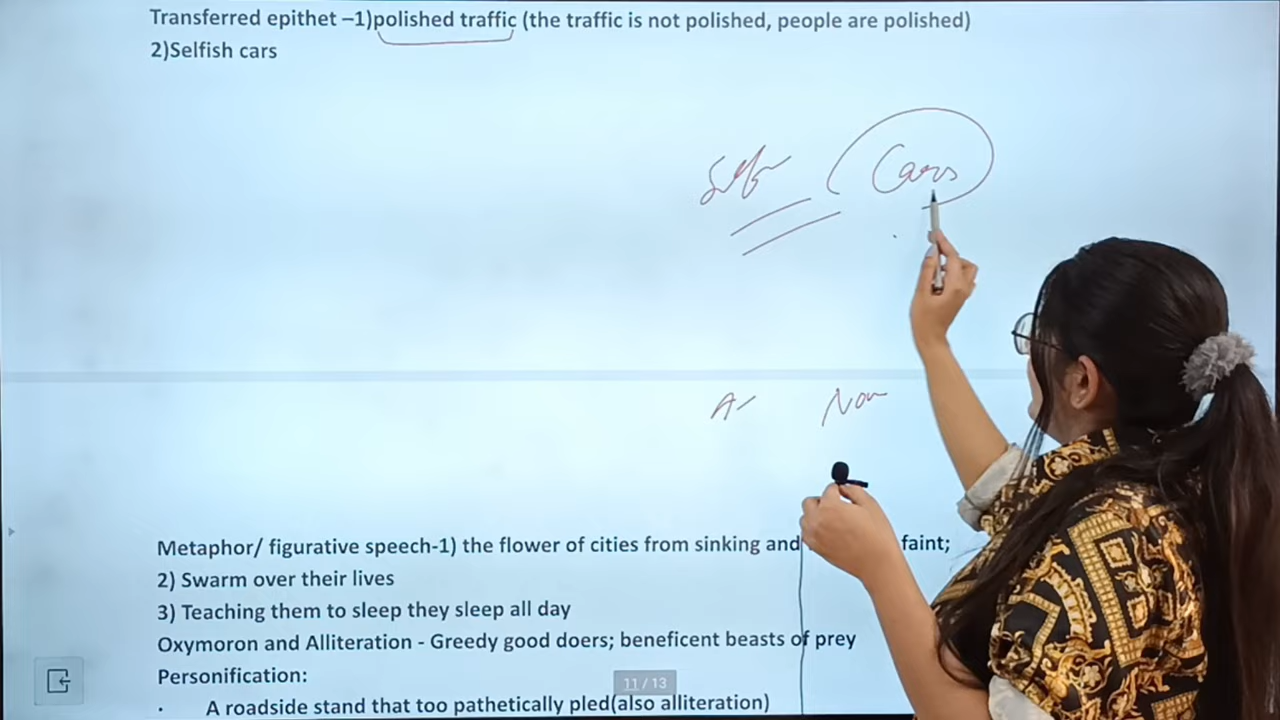 Transferred epithet –1)polished traffic (the traffic is not polished, people are polished)
2)Selfish cars
Cars
Metaphor/ figurative speech-1) the flower of cities from sinking and faint;
2) Swarm over their lives
3) Teaching them to sleep they sleep all day
Oxymoron and Alliteration - Greedy good doers; beneficent beasts of prey
Personification:
11 / 13
· A roadside stand that too pathetically pled(also alliteration)